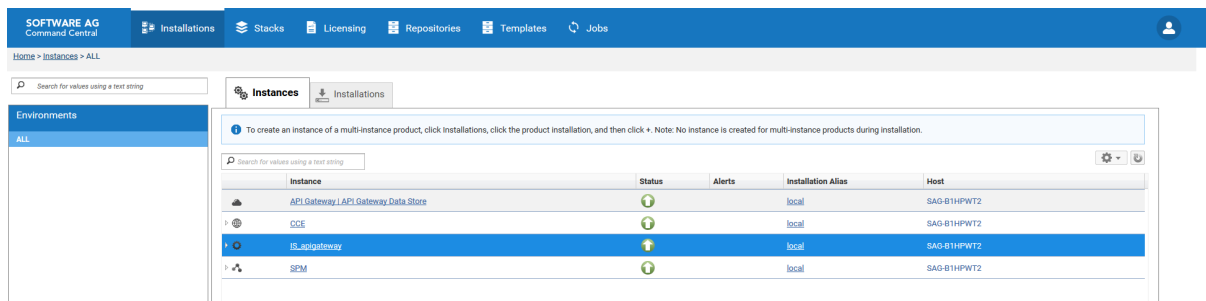 SOFTWARE AG
Command Central
Installations
Stacks
Licensing
Repositories
Templates
Jobs
Home > Instances > ALL
Search for values using a text string
Instances
Installations
Environments
ALL
To create an instance of a multi-instance product, click Installations, click the product installation, and then click +. Note: No instance is created for multi-instance products during installation.
Search for values using a text string
Instance Status Alerts Installation Alias Host
API Gateway | API Gateway Data Store local SAG-B1HPWT2
CCE local SAG-B1HPWT2
IS_apigateway local SAG-B1HPWT2
SPM local SAG-B1HPWT2